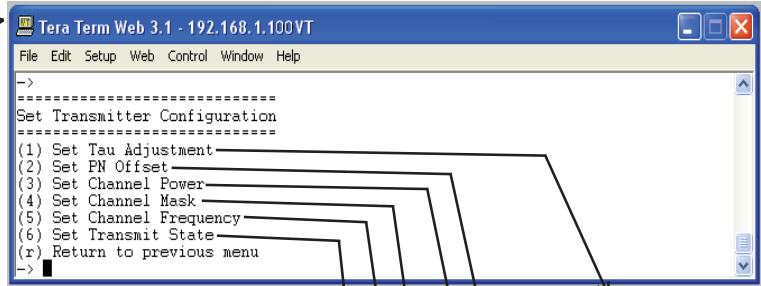 Tera Term Web 3.1 - 192.168.1.100 VT
File Edit Setup Web Control Window Help
->
==============================
Set Transmitter Configuration
==============================
(1) Set Tau Adjustment
(2) Set PN Offset
(3) Set Channel Power
(4) Set Channel Mask
(5) Set Channel Frequency
(6) Set Transmit State
(r) Return to previous menu
->